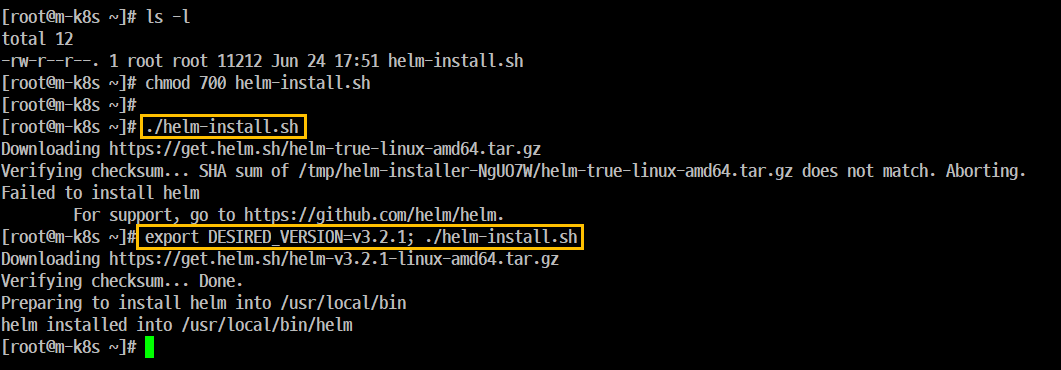 [root@m-k8s ~]# ls -l
total 12
-rw-r--r--. 1 root root 11212 Jun 24 17:51 helm-install.sh
[root@m-k8s ~]# chmod 700 helm-install.sh
[root@m-k8s ~]#
[root@m-k8s ~]# ./helm-install.sh
Downloading https://get.helm.sh/helm-true-linux-amd64.tar.gz
Verifying checksum... SHA sum of /tmp/helm-installer-NgUO7W/helm-true-linux-amd64.tar.gz does not match. Aborting.
Failed to install helm
        For support, go to https://github.com/helm/helm.
[root@m-k8s ~]# export DESIRED_VERSION=v3.2.1; ./helm-install.sh
Downloading https://get.helm.sh/helm-v3.2.1-linux-amd64.tar.gz
Verifying checksum... Done.
Preparing to install helm into /usr/local/bin
helm installed into /usr/local/bin/helm
[root@m-k8s ~]#